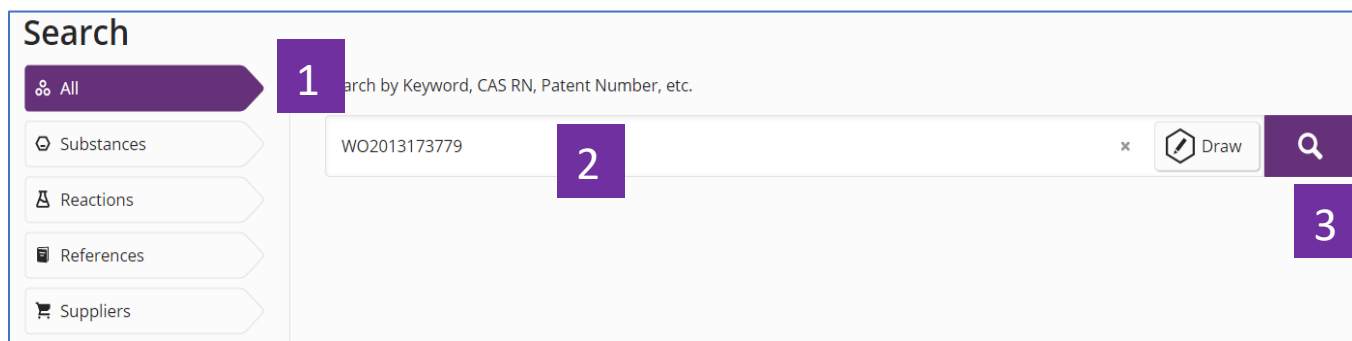 Search
All
1
arch by Keyword, CAS RN, Patent Number, etc.
Substances
WO2013173779
2
× Draw
Reactions
3
References
Suppliers